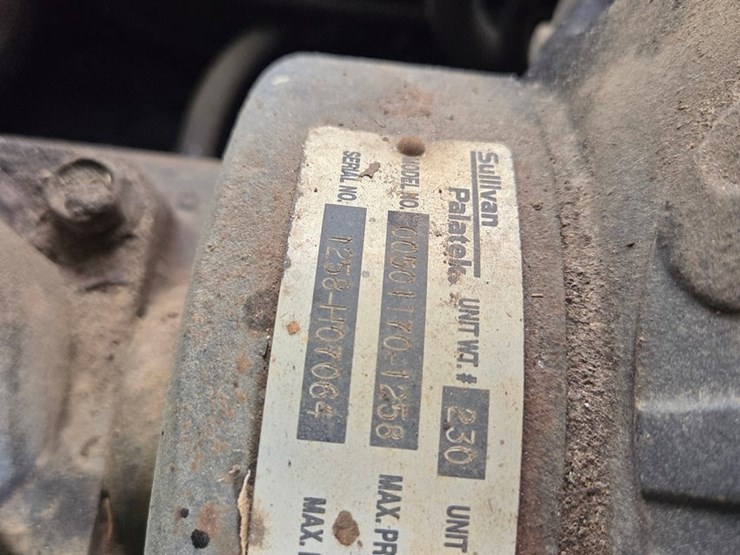 Sullivan
Palatek UNIT WT. # 230 UNIT
MODEL NO. 00501170-1258 MAX. PR
SERIAL NO. 1258-H07064 MAX.